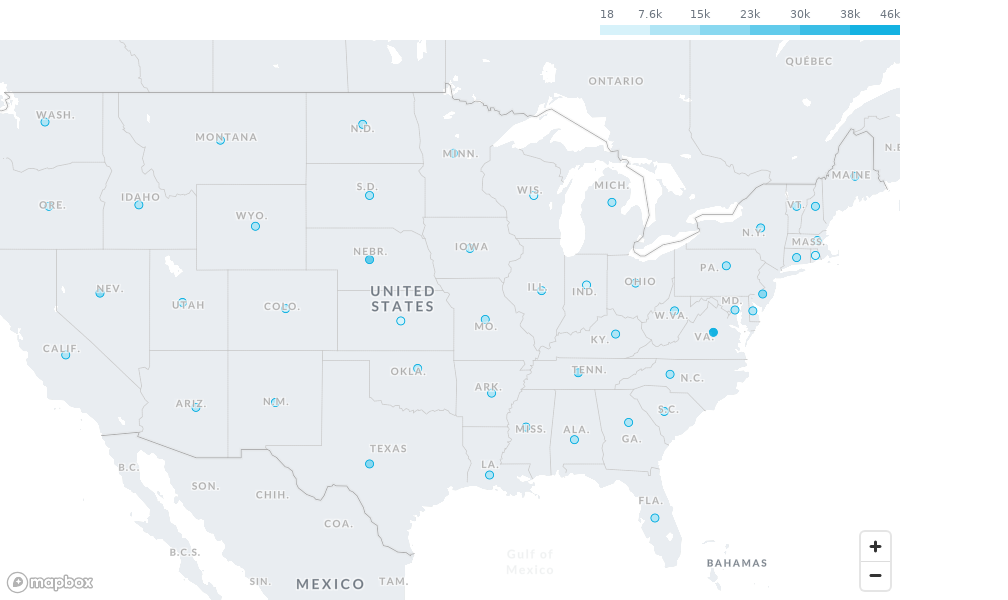 18 7.6k 15k 23k 30k 38k 46k
QUÉBEC
ONTARIO
WASH.
N.D.
MONTANA
MINN.
N.B
MAINE
S.D.
MICH.
WIS.
IDAHO
ORE.
VT.
WYO.
N.Y.
MASS.
IOWA
NEBR.
PA.
OHIO
NEV.
ILL.
IND.
UNITED
STATES
UTAH
COLO.
MD.
W.VA.
MO.
VA.
KY.
CALIF.
TENN.
OKLA.
N.C.
ARK.
ARIZ.
N.M.
S.C.
MISS.
ALA.
GA.
TEXAS
LA.
B.C.
SON.
CHIH.
FLA.
COA.
B.C.S.
Gulf of
Mexico
BAHAMAS
SIN.
MEXICO
TAM.
+
−
mapbox